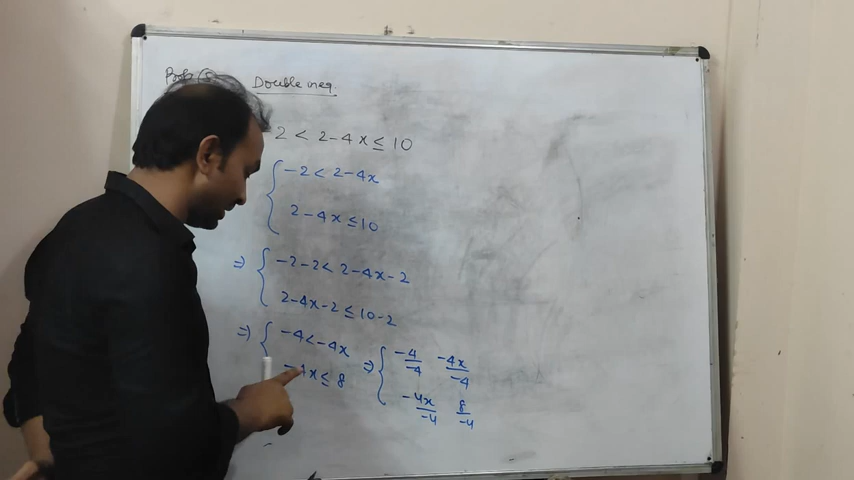 Double ineq.
2 < 2-4x ≤ 10
-2 < 2-4x
2-4x ≤ 10
⇒ -2-2 < 2-4x-2
2-4x-2 ≤ 10-2
⇒ -4 < -4x
-4x ≤ 8
⇒ -4/-4 -4x/-4
-4x/-4 8/-4